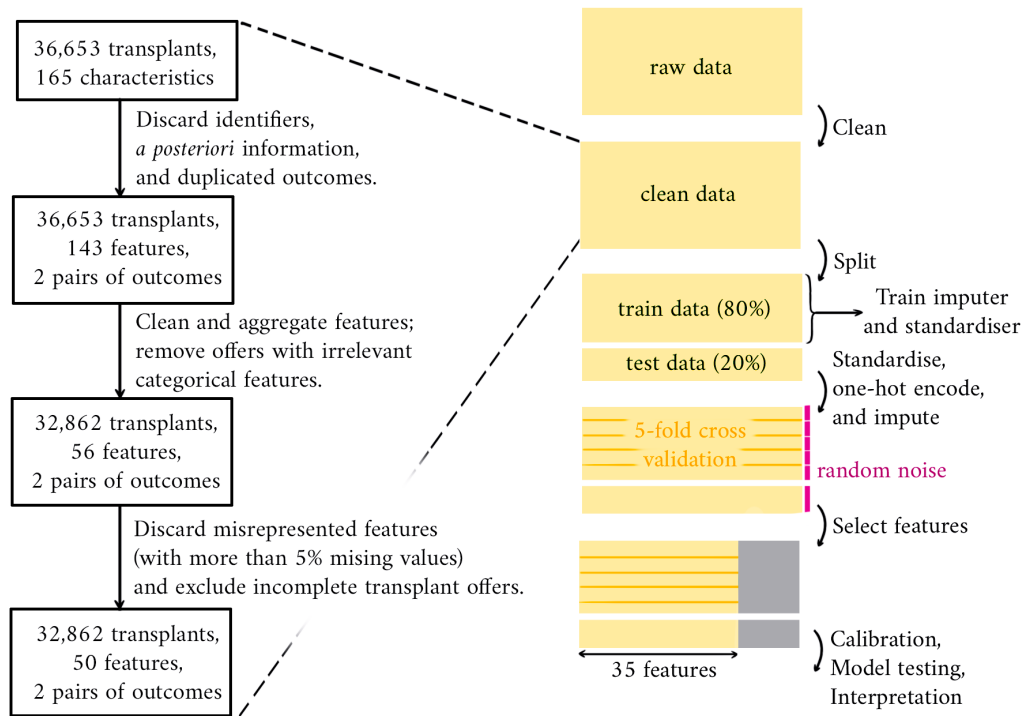 36,653 transplants,
165 characteristics
Discard identifiers,
a posteriori information,
and duplicated outcomes.
36,653 transplants,
143 features,
2 pairs of outcomes
Clean and aggregate features;
remove offers with irrelevant
categorical features.
32,862 transplants,
56 features,
2 pairs of outcomes
Discard misrepresented features
(with more than 5% mising values)
and exclude incomplete transplant offers.
32,862 transplants,
50 features,
2 pairs of outcomes
raw data
Clean
clean data
Split
train data (80%)
Train imputer
and standardiser
test data (20%)
Standardise,
one-hot encode,
and impute
5-fold cross
validation
random noise
Select features
35 features
Calibration,
Model testing,
Interpretation